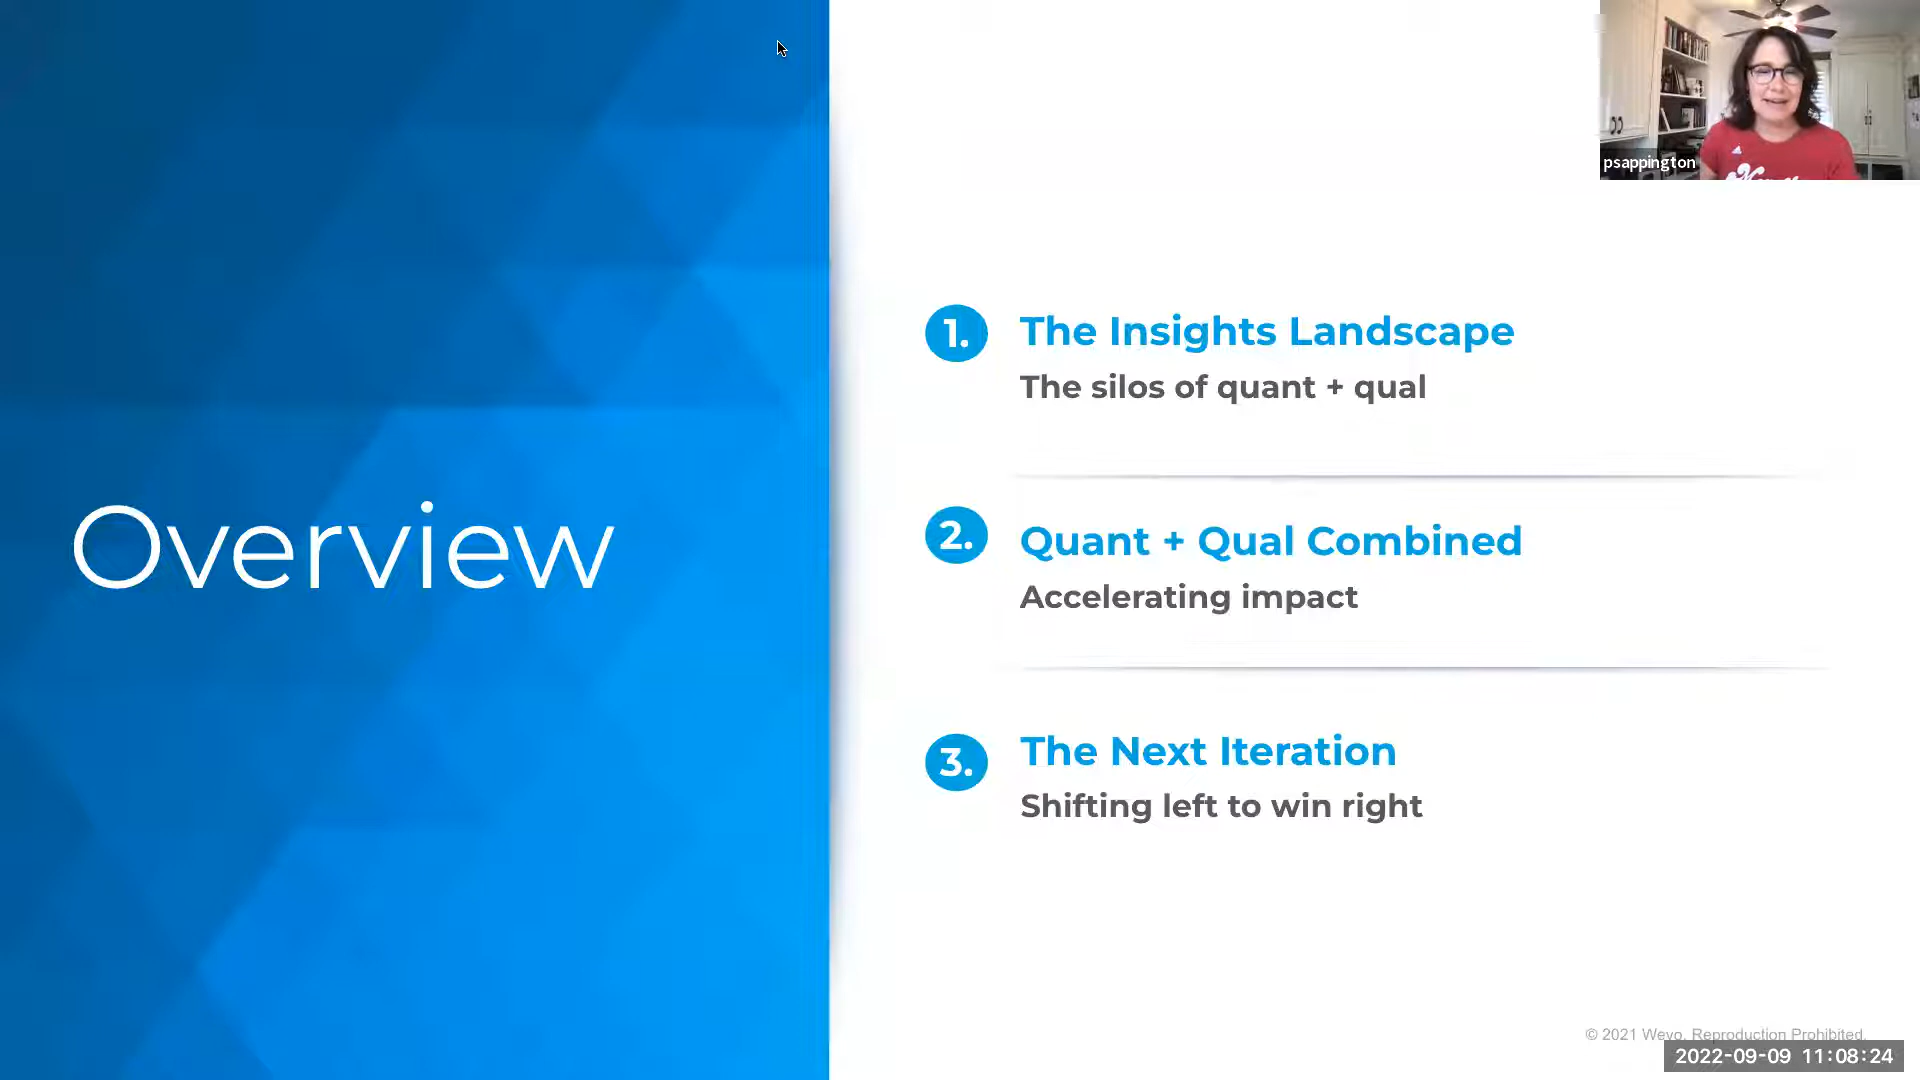 psappington
Overview
1.
The Insights Landscape
The silos of quant + qual
2.
Quant + Qual Combined
Accelerating impact
3.
The Next Iteration
Shifting left to win right
© 2021 Wevo. Reproduction Prohibited.
2022-09-09 11:08:24